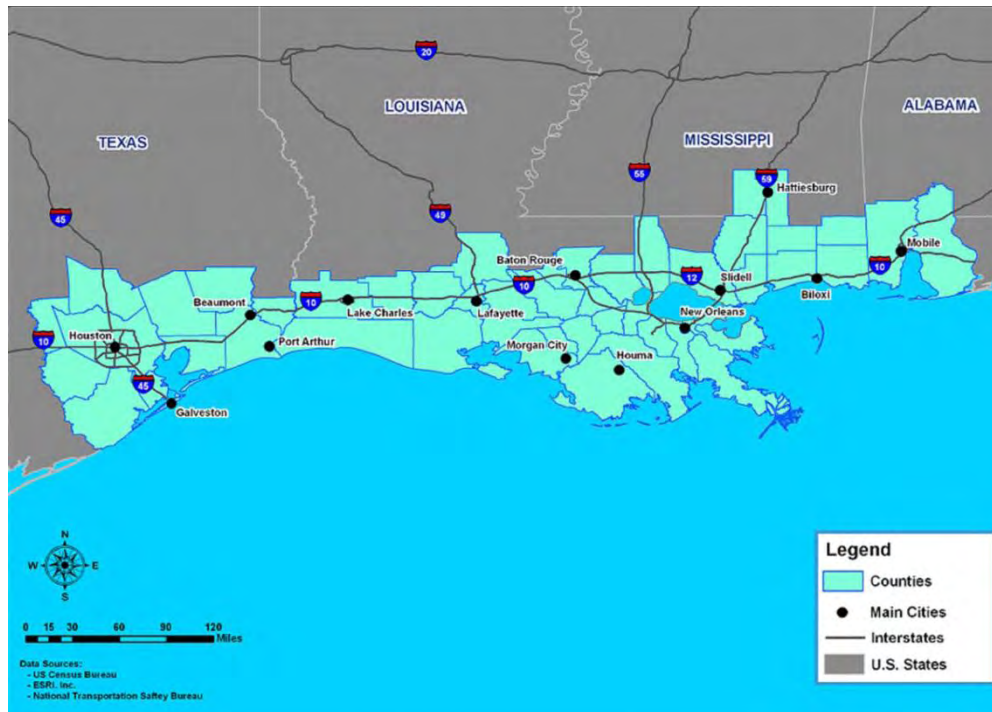 20
LOUISIANA
ALABAMA
TEXAS
MISSISSIPPI
55
59
Hattiesburg
45
49
Mobile
Baton Rouge
12
Slidell
10
10
Beaumont
10
Biloxi
Lake Charles
Lafayette
New Orleans
10
Houston
Port Arthur
Morgan City
Houma
45
Galveston
N
W
E
S
0 15 30 60 90 120
Miles
Data Sources:
- US Census Bureau
- ESRI, Inc.
- National Transportation Saftey Bureau
Legend
Counties
Main Cities
Interstates
U.S. States